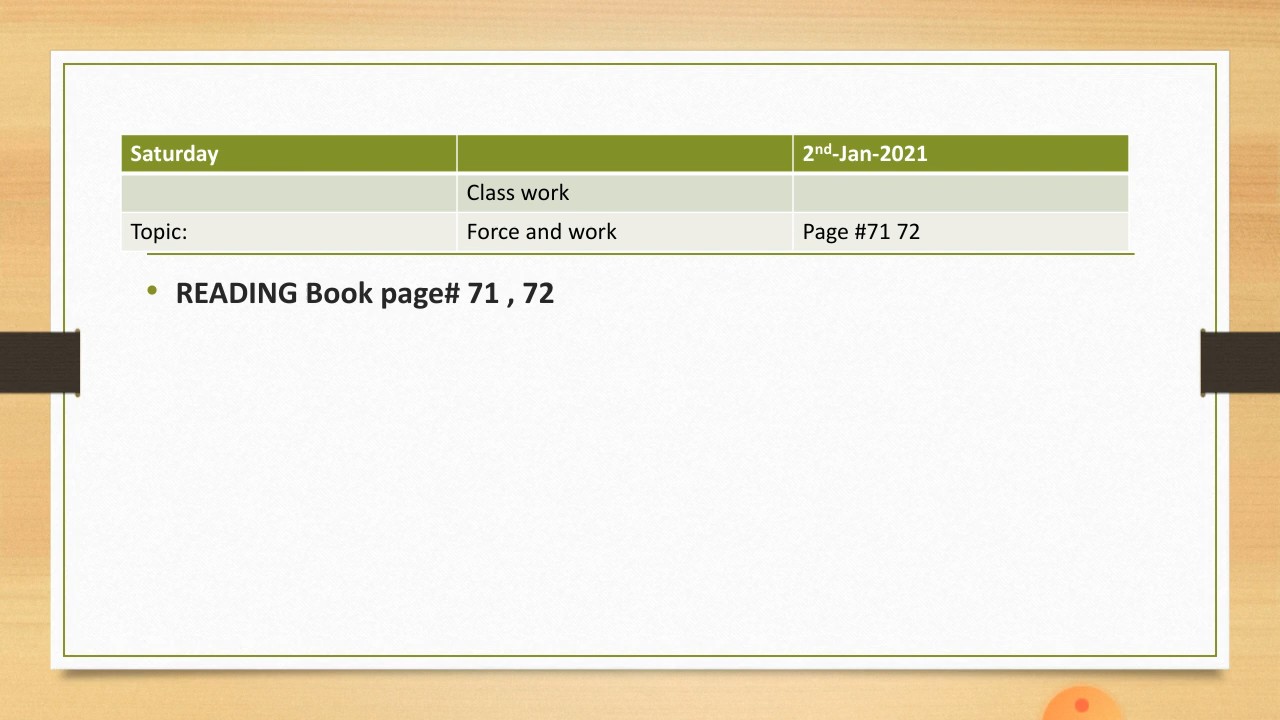 Saturday 2nd-Jan-2021
Class work
Topic: Force and work Page #71 72
• READING Book page# 71 , 72